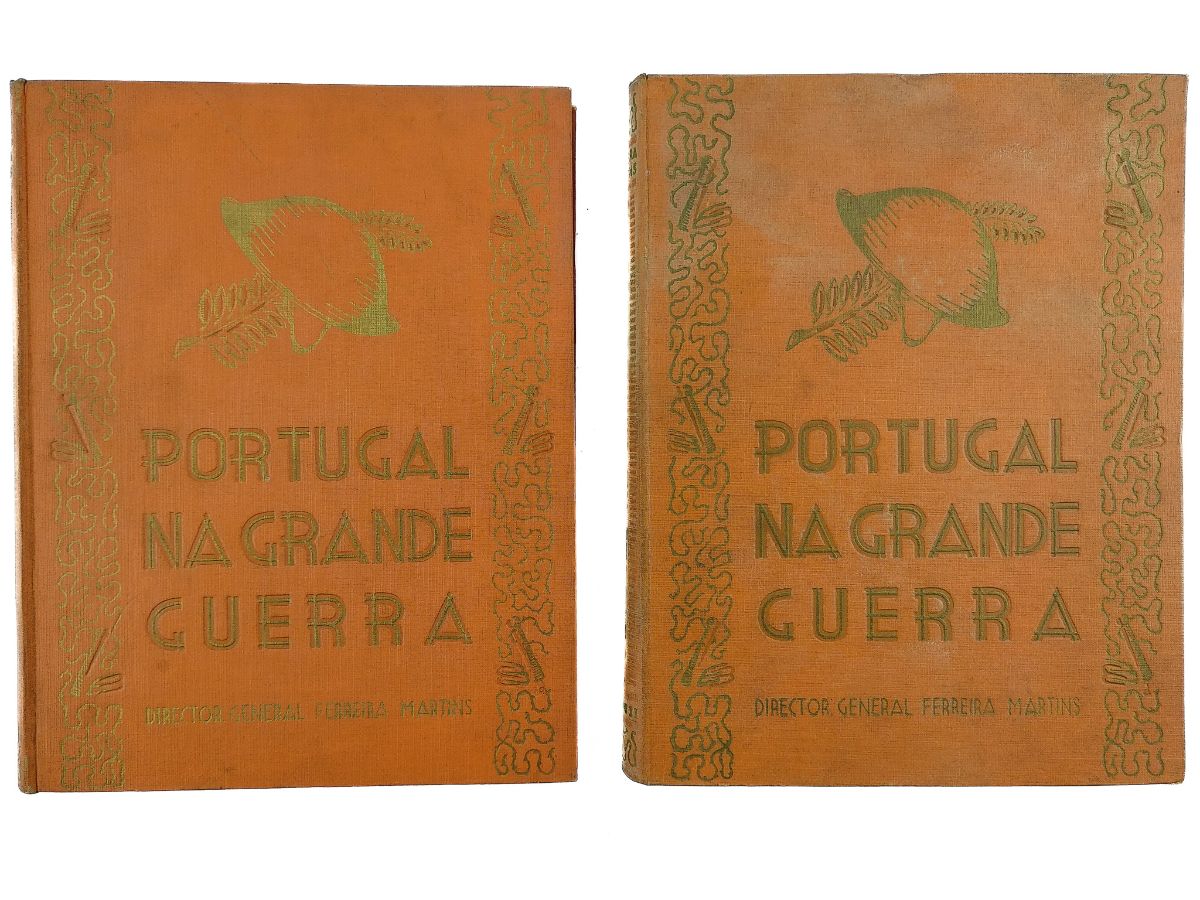 PORTUGAL
NA GRANDE
GUERRA
DIRECTOR: GENERAL FERREIRA MARTINS
PORTUGAL
NA GRANDE
GUERRA
DIRECTOR: GENERAL FERREIRA MARTINS